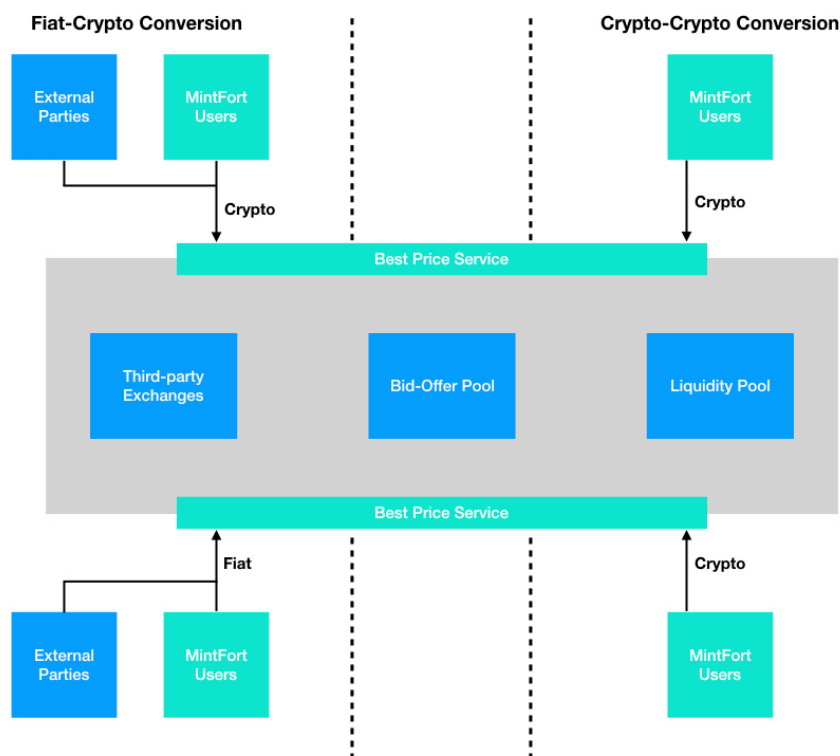 Fiat-Crypto Conversion
Crypto-Crypto Conversion
External
Parties
MintFort
Users
MintFort
Users
Crypto
Crypto
Best Price Service
Third-party
Exchanges
Bid-Offer Pool
Liquidity Pool
Best Price Service
Fiat
Crypto
External
Parties
MintFort
Users
MintFort
Users